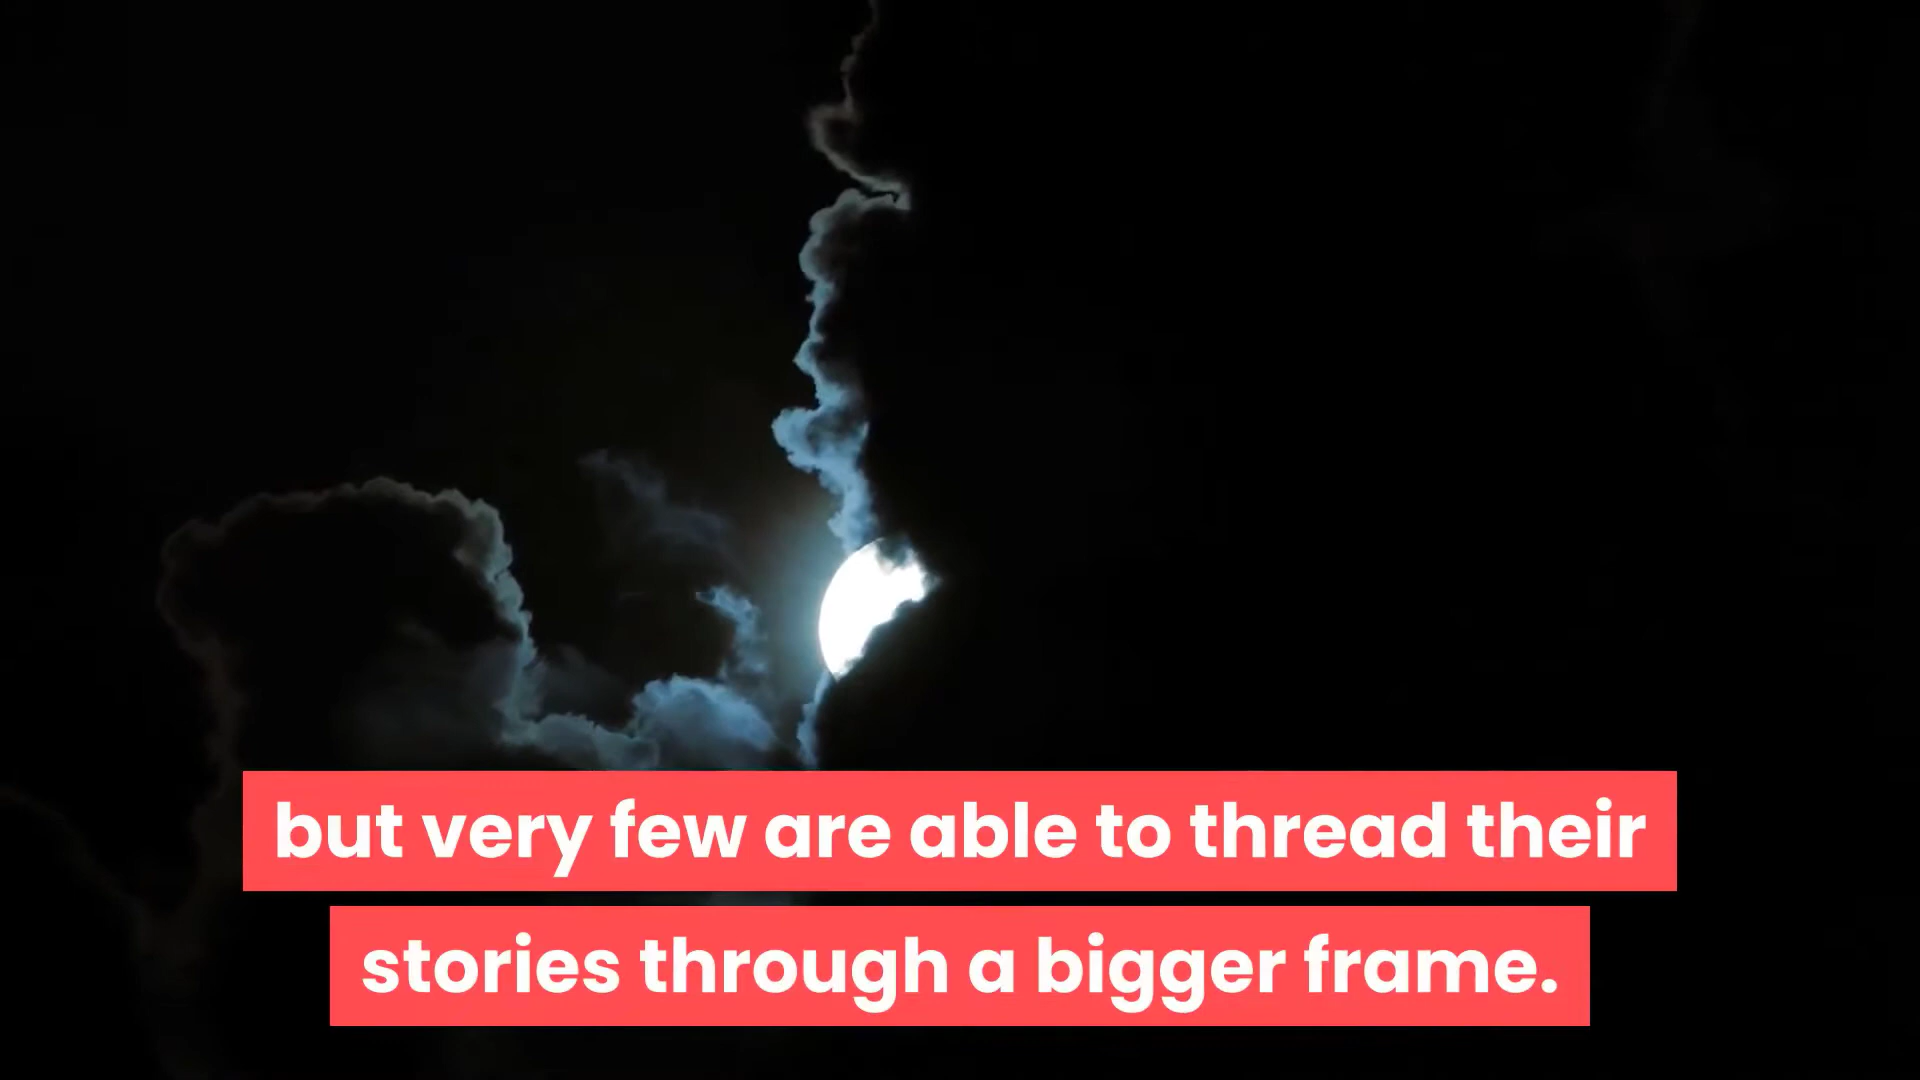 but very few are able to thread their
stories through a bigger frame.